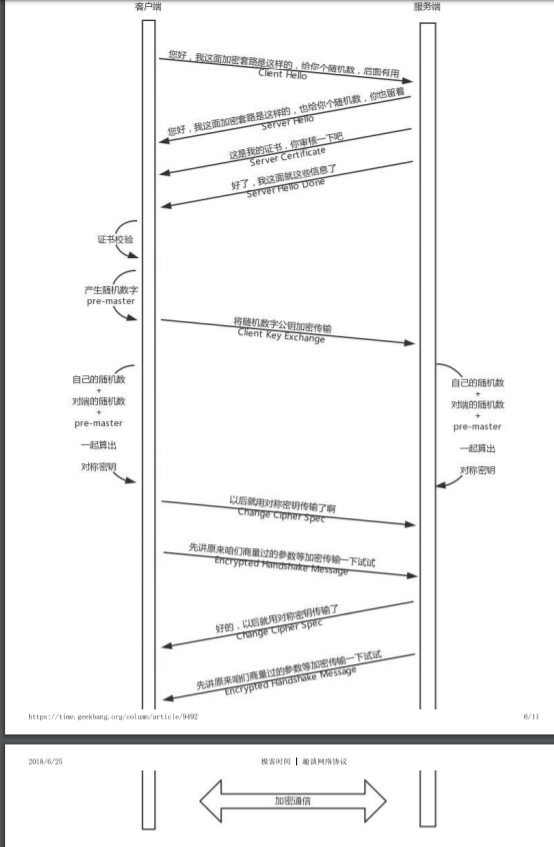 客户端
服务端
您好，我这面加密套路是这样的，给你个随机数，后面有用
Client Hello
您好，我这面加密套路是这样的，也给你个随机数，你也留着
Server Hello
这是我的证书，你审核一下吧
Server Certificate
好了，我这面就这些信息了
Server Hello Done
证书校验
产生随机数字
pre-master
将随机数字公钥加密传输
Client Key Exchange
自己的随机数
+
对端的随机数
+
pre-master
一起算出
对称密钥
自己的随机数
+
对端的随机数
+
pre-master
一起算出
对称密钥
以后就用对称密钥传输了啊
Change Cipher Spec
先讲原来咱们商量过的参数等加密传输一下试试
Encrypted Handshake Message
好的，以后就用对称密钥传输了
Change Cipher Spec
先讲原来咱们商量过的参数等加密传输一下试试
Encrypted Handshake Message
https://time.geekbang.org/column/article/9492
6/11
2018/6/25
极客时间 | 趣谈网络协议
加密通信